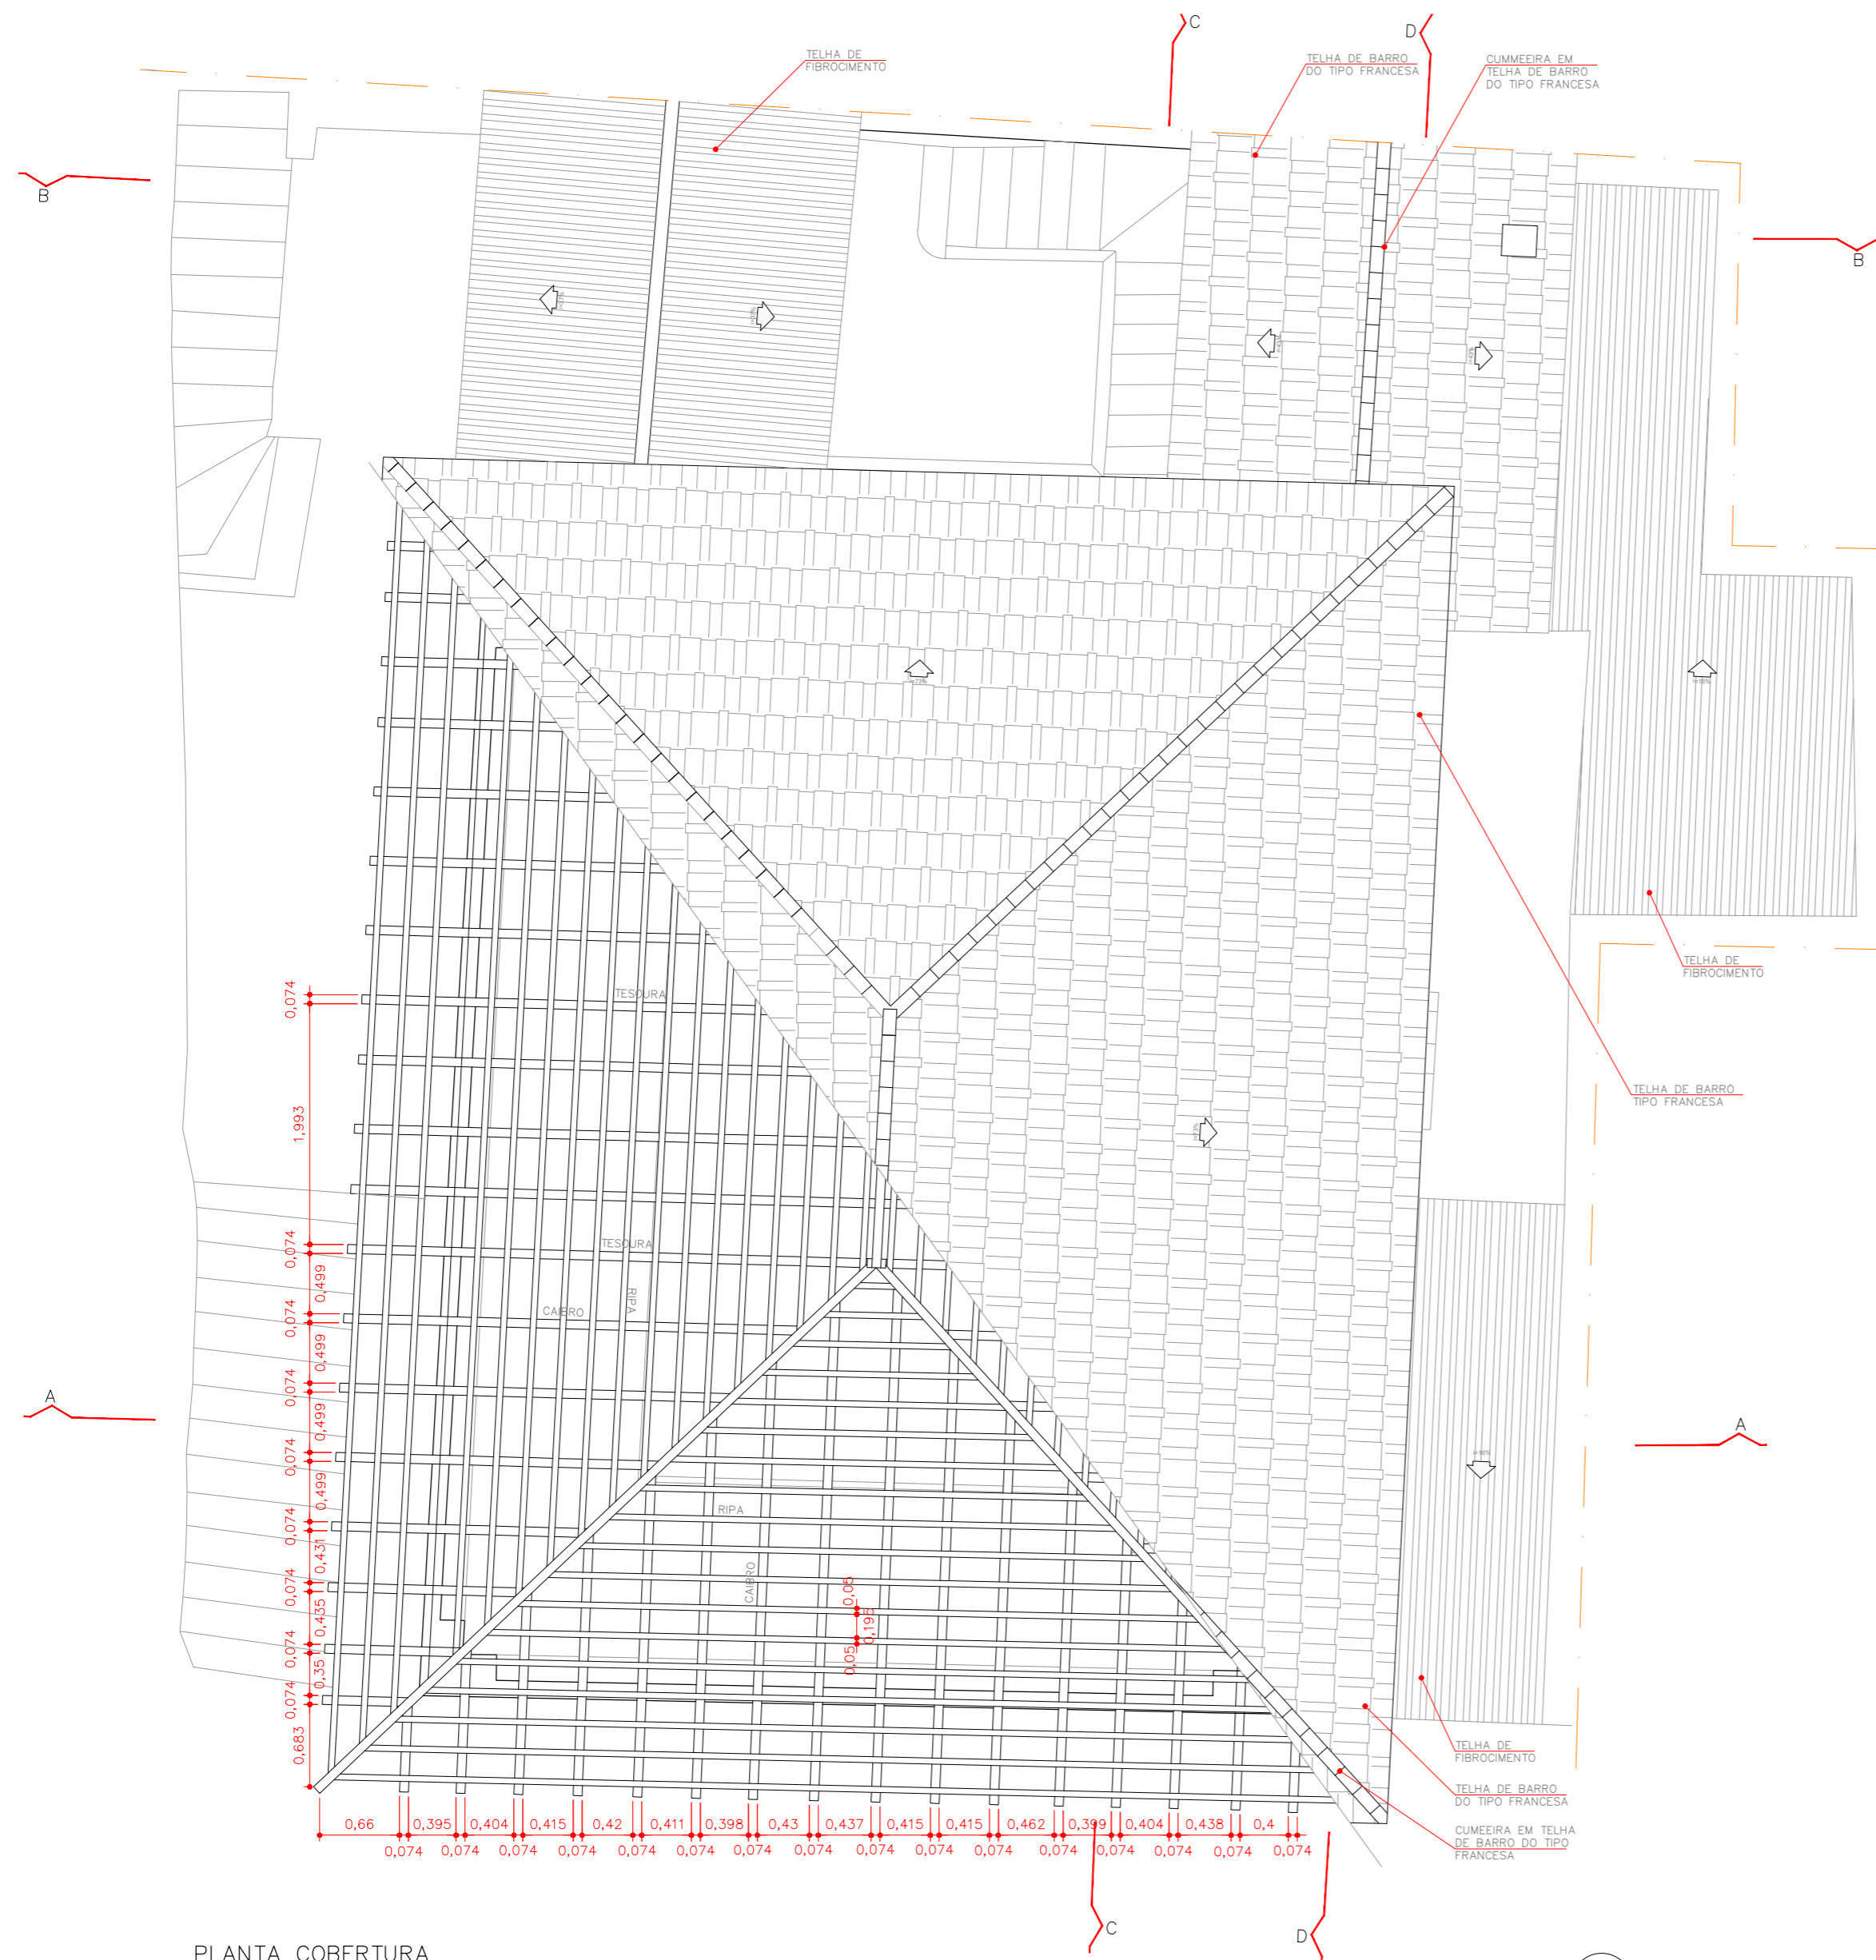 C
D
TELHA DE
FIBROCIMENTO
TELHA DE BARRO
DO TIPO FRANCESA
CUMMEEIRA EM
TELHA DE BARRO
DO TIPO FRANCESA
B
B
i=73%
TELHA DE
FIBROCIMENTO
TESOURA
TELHA DE BARRO
TIPO FRANCESA
TESOURA
CAIBRO
RIPA
A
A
RIPA
CAIBRO
0,074
1,993
0,074
0,499
0,074
0,499
0,074
0,499
0,074
0,499
0,074
0,431
0,074
0,435
0,074
0,35
0,074
0,683
0,05
0,195
0,05
TELHA DE
FIBROCIMENTO
TELHA DE BARRO
DO TIPO FRANCESA
CUMEEIRA EM TELHA
DE BARRO DO TIPO
FRANCESA
0,66 0,395 0,404 0,415 0,42 0,411 0,398 0,43 0,437 0,415 0,415 0,462 0,399 0,404 0,438 0,4
0,074 0,074 0,074 0,074 0,074 0,074 0,074 0,074 0,074 0,074 0,074 0,074 0,074 0,074 0,074 0,074
C
D
PLANTA COBERTURA